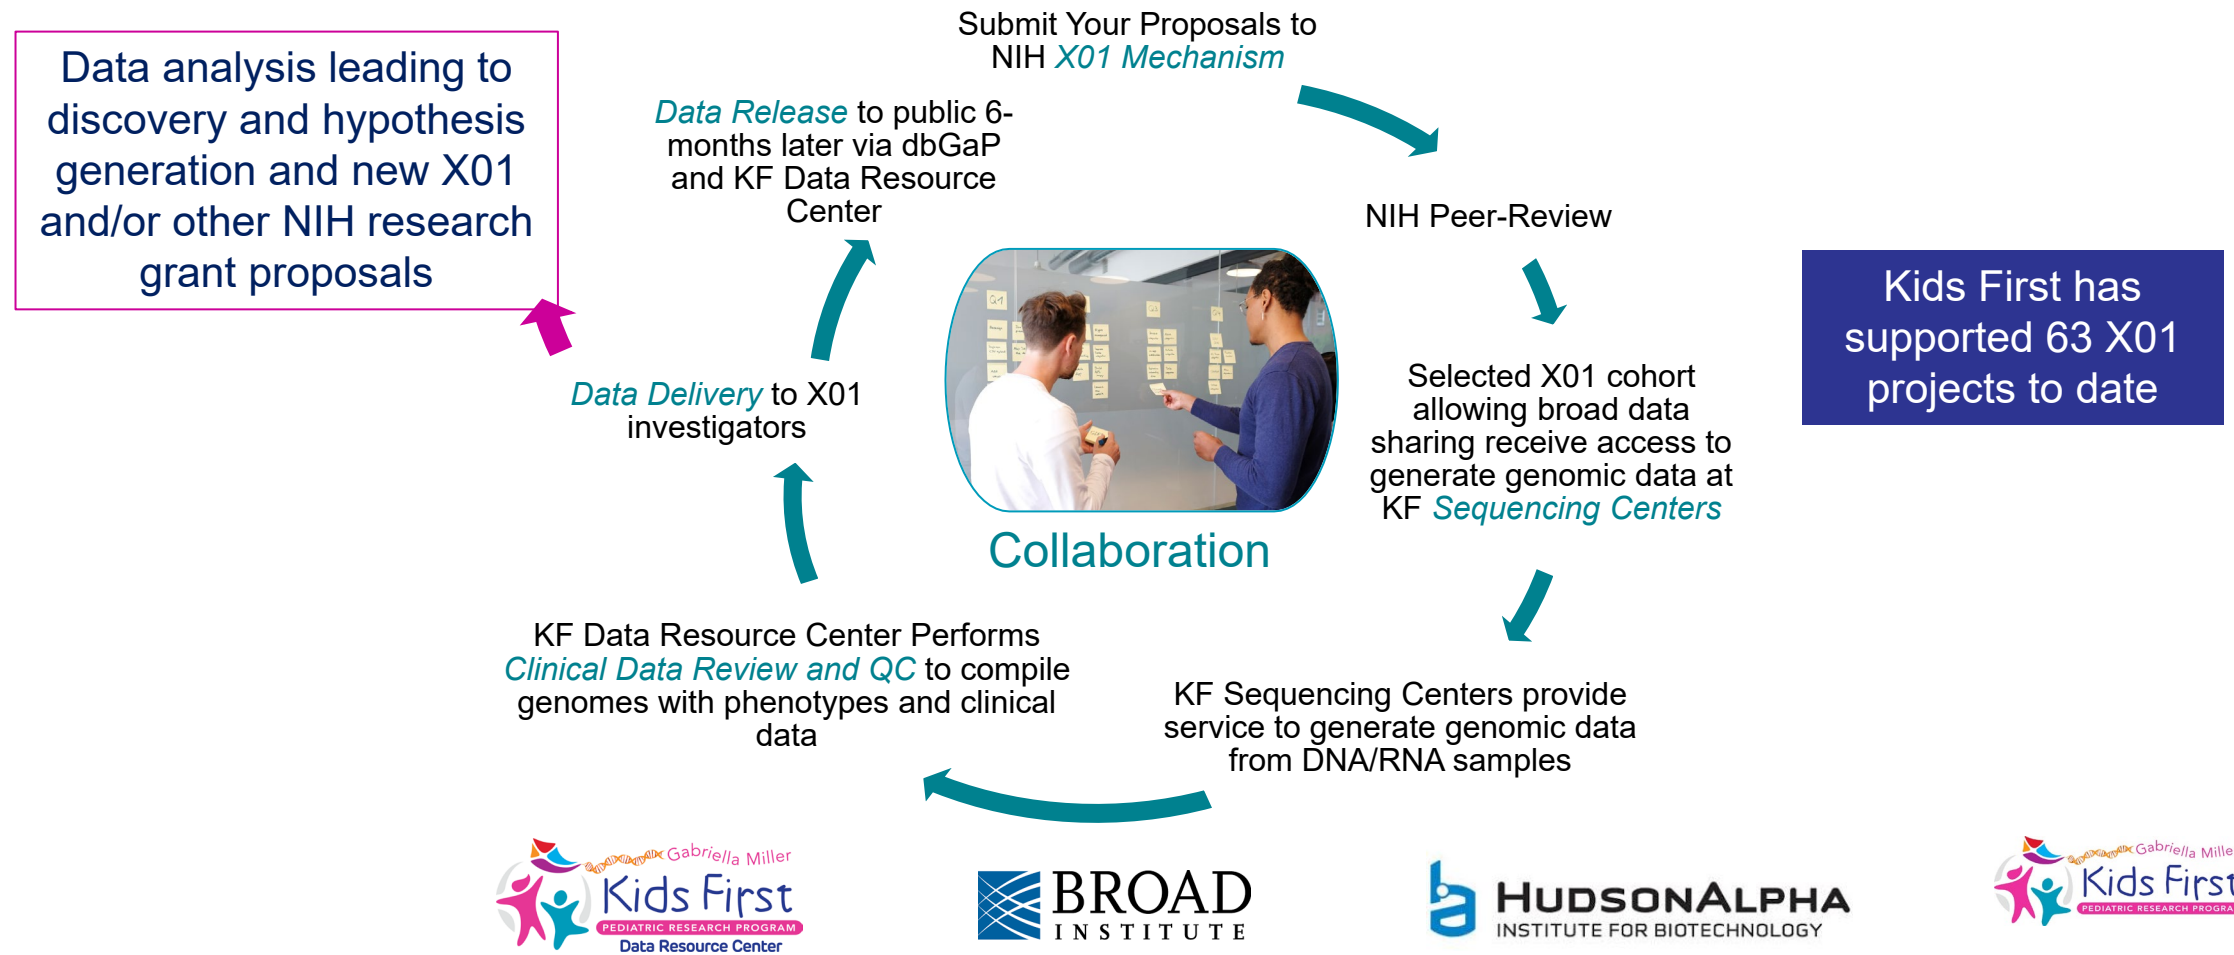 Submit Your Proposals to
NIH X01 Mechanism
Data analysis leading to
discovery and hypothesis
generation and new X01
and/or other NIH research
grant proposals
Data Release to public 6-
months later via dbGaP
and KF Data Resource
Center
NIH Peer-Review
Kids First has
supported 63 X01
projects to date
Selected X01 cohort
allowing broad data
sharing receive access to
generate genomic data at
KF Sequencing Centers
Data Delivery to X01
investigators
Q1
Collaboration
KF Data Resource Center Performs
Clinical Data Review and QC to compile
genomes with phenotypes and clinical
data
KF Sequencing Centers provide
service to generate genomic data
from DNA/RNA samples
Gabriella Miller
Kids First
PEDIATRIC RESEARCH PROGRAM
Data Resource Center
BROAD
INSTITUTE
HUDSONALPHA
INSTITUTE FOR BIOTECHNOLOGY
Gabriella Mille
Kids First
PEDIATRIC RESEARCH PROGRA